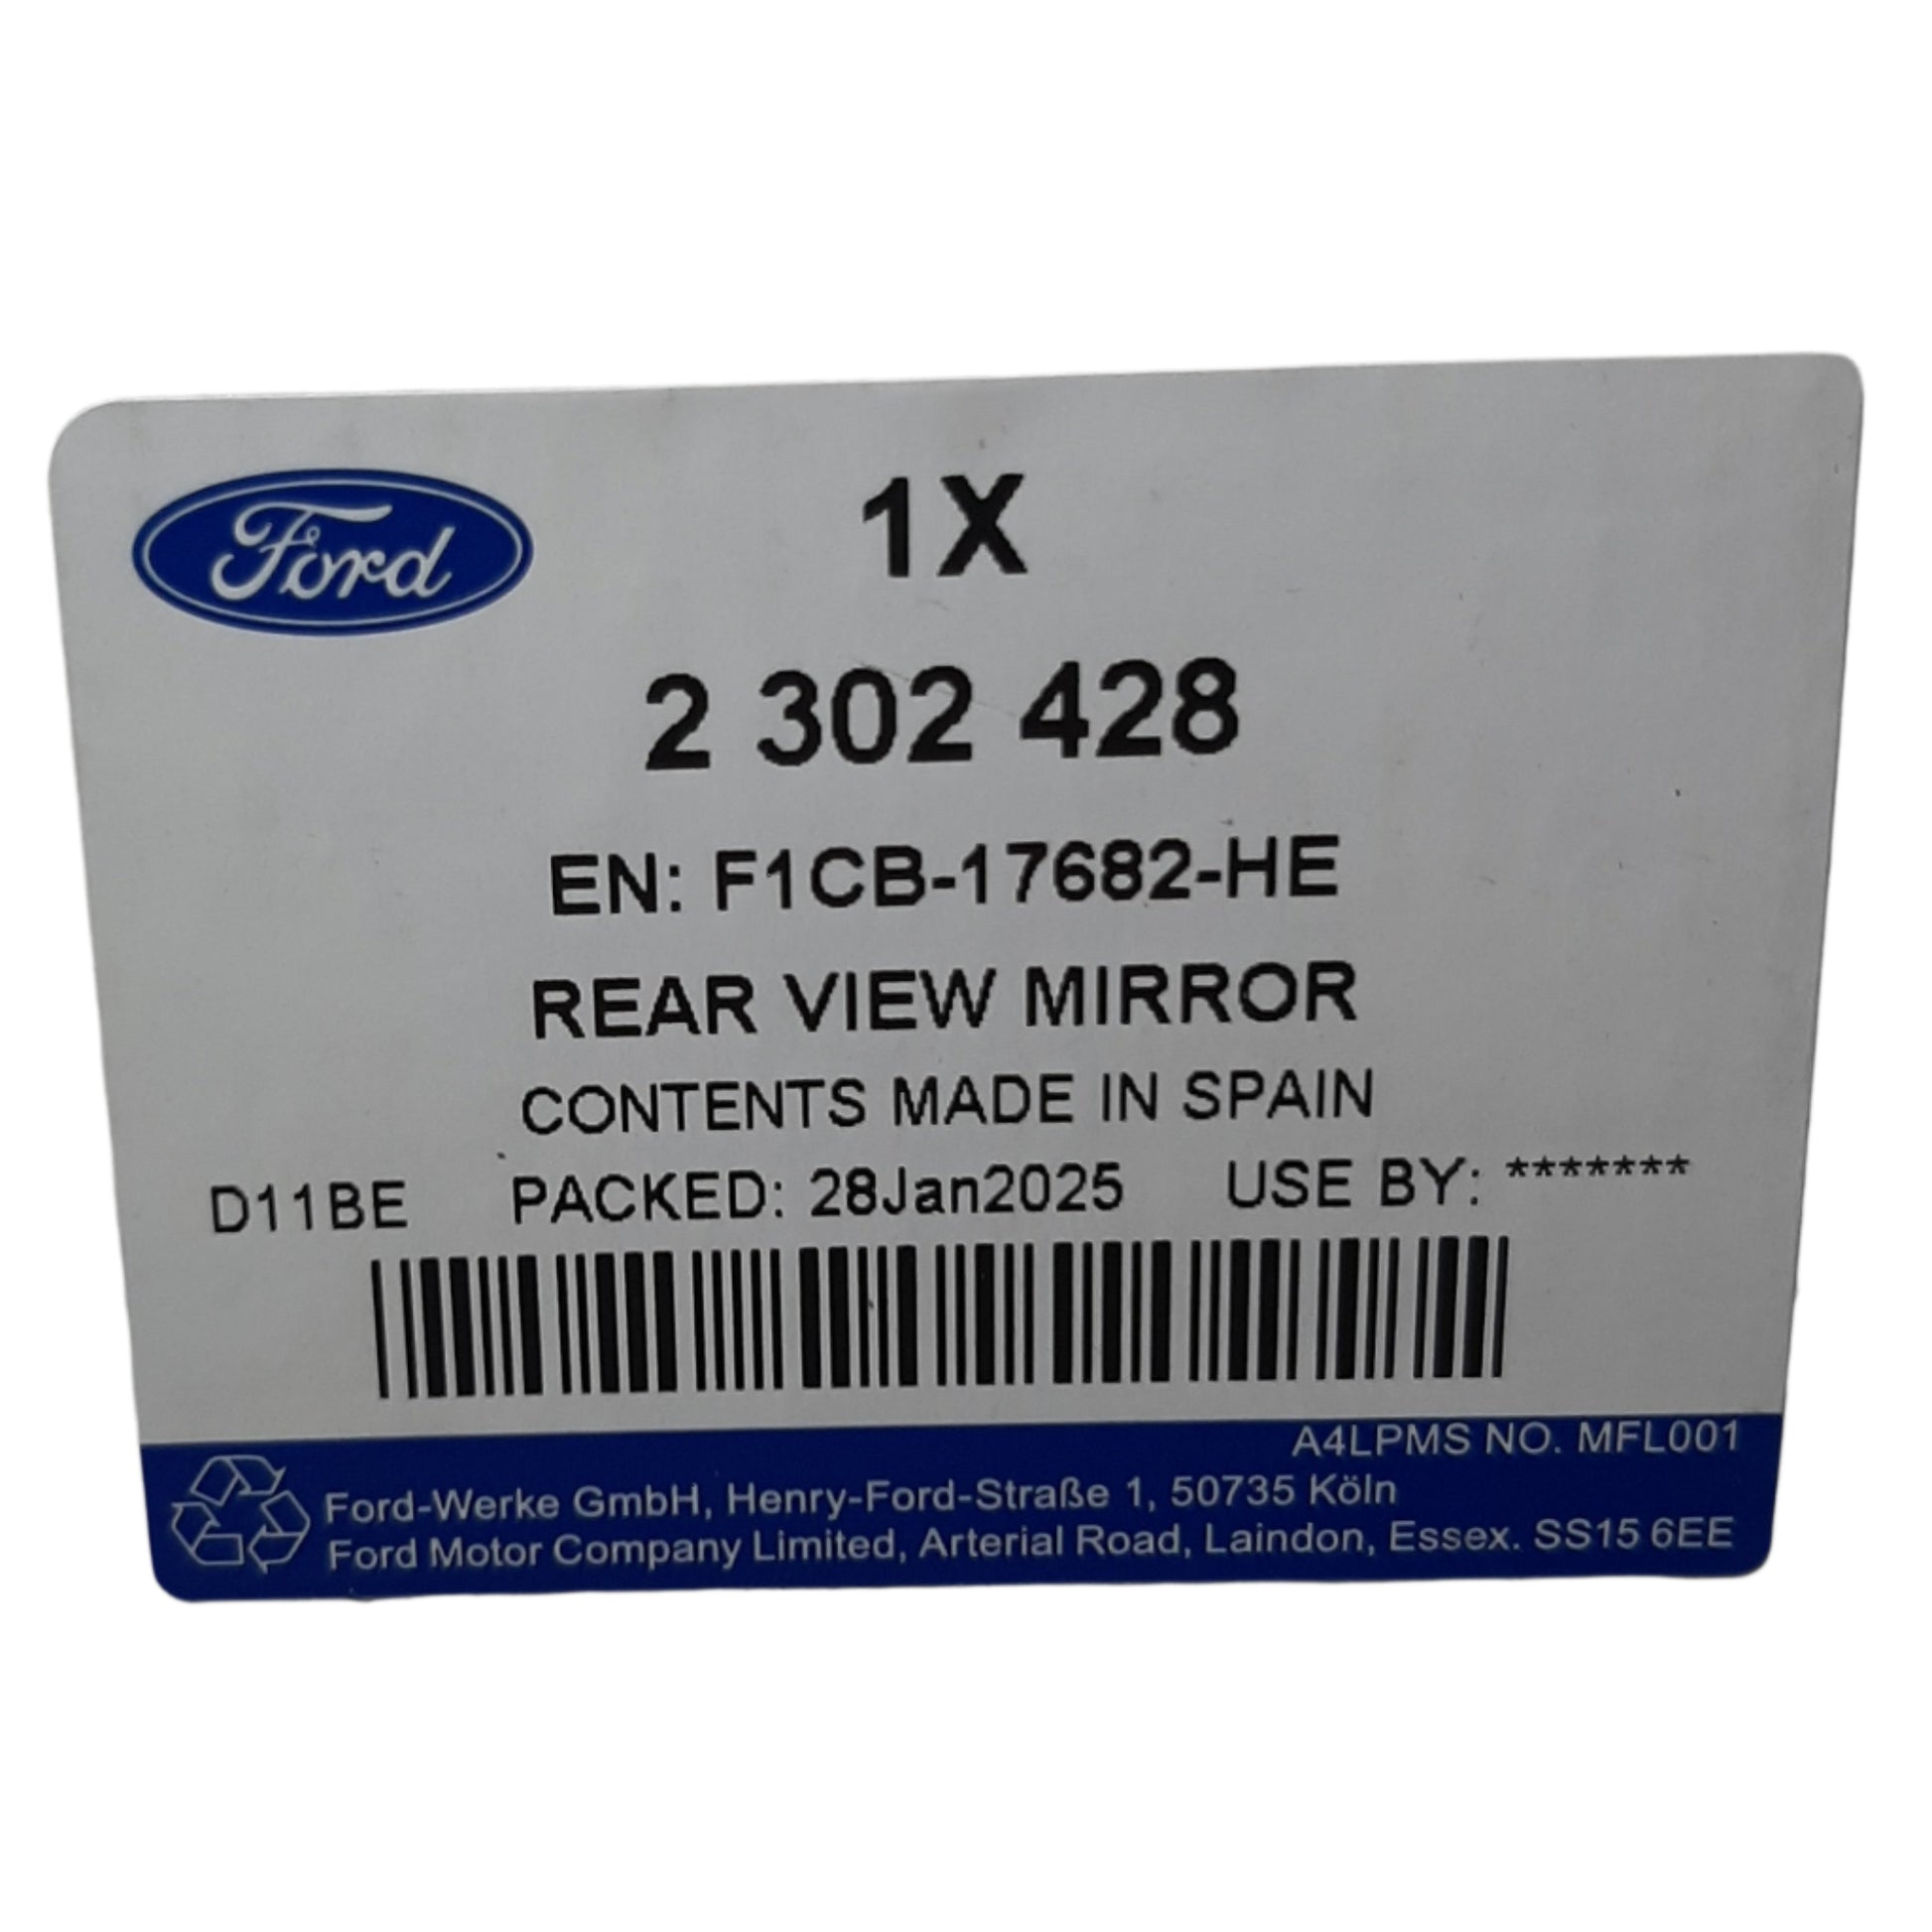 Ford
1X
2 302 428
EN: F1CB-17682-HE
REAR VIEW MIRROR
CONTENTS MADE IN SPAIN
D11BE PACKED: 28Jan2025 USE BY: *******
A4LPMS NO. MFL001
Ford-Werke GmbH, Henry-Ford-Straße 1, 50735 Köln
Ford Motor Company Limited, Arterial Road, Laindon, Essex. SS15 6EE